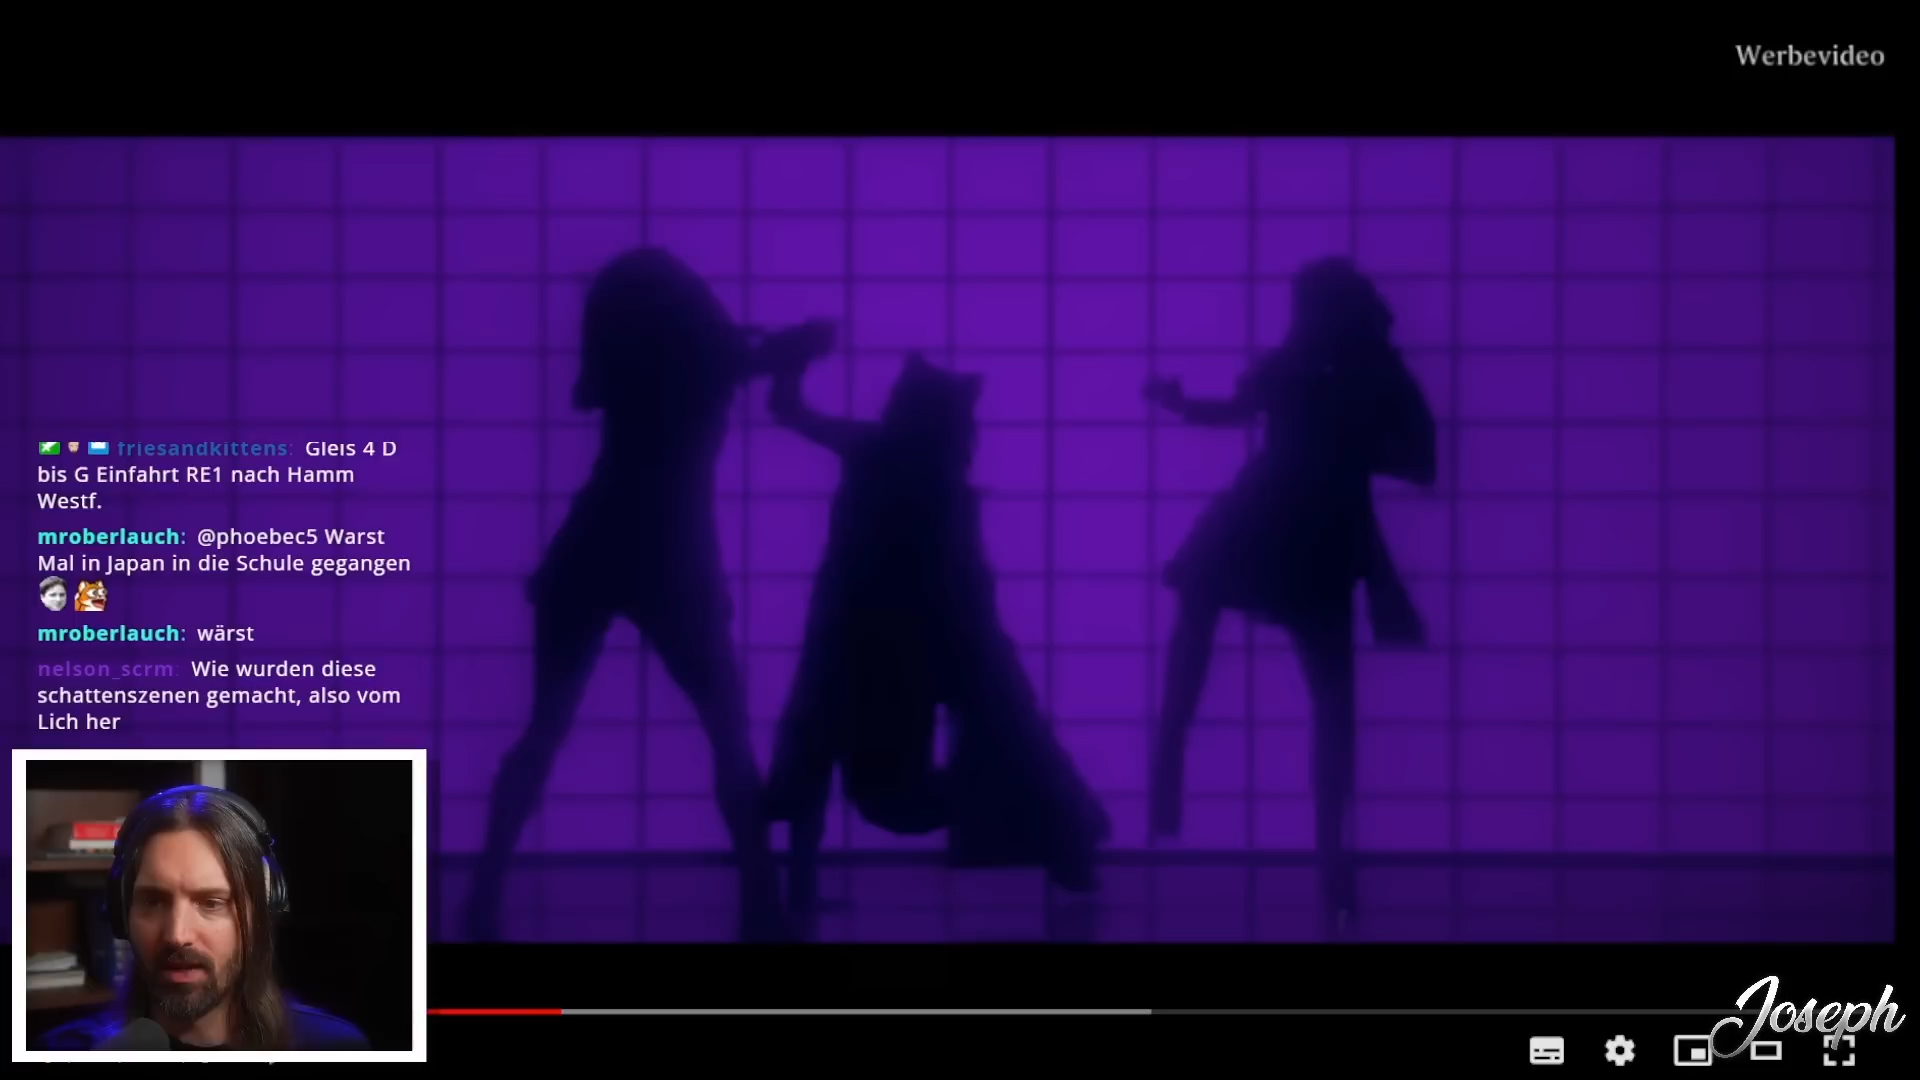 Werbevideo
friesandkittens: Gleis 4 D
bis G Einfahrt RE1 nach Hamm
Westf.
mroberlauch: @phoebec5 Warst
Mal in Japan in die Schule gegangen
mroberlauch: wärst
nelson_scrm: Wie wurden diese
schattenszenen gemacht, also vom
Lich her
Joseph